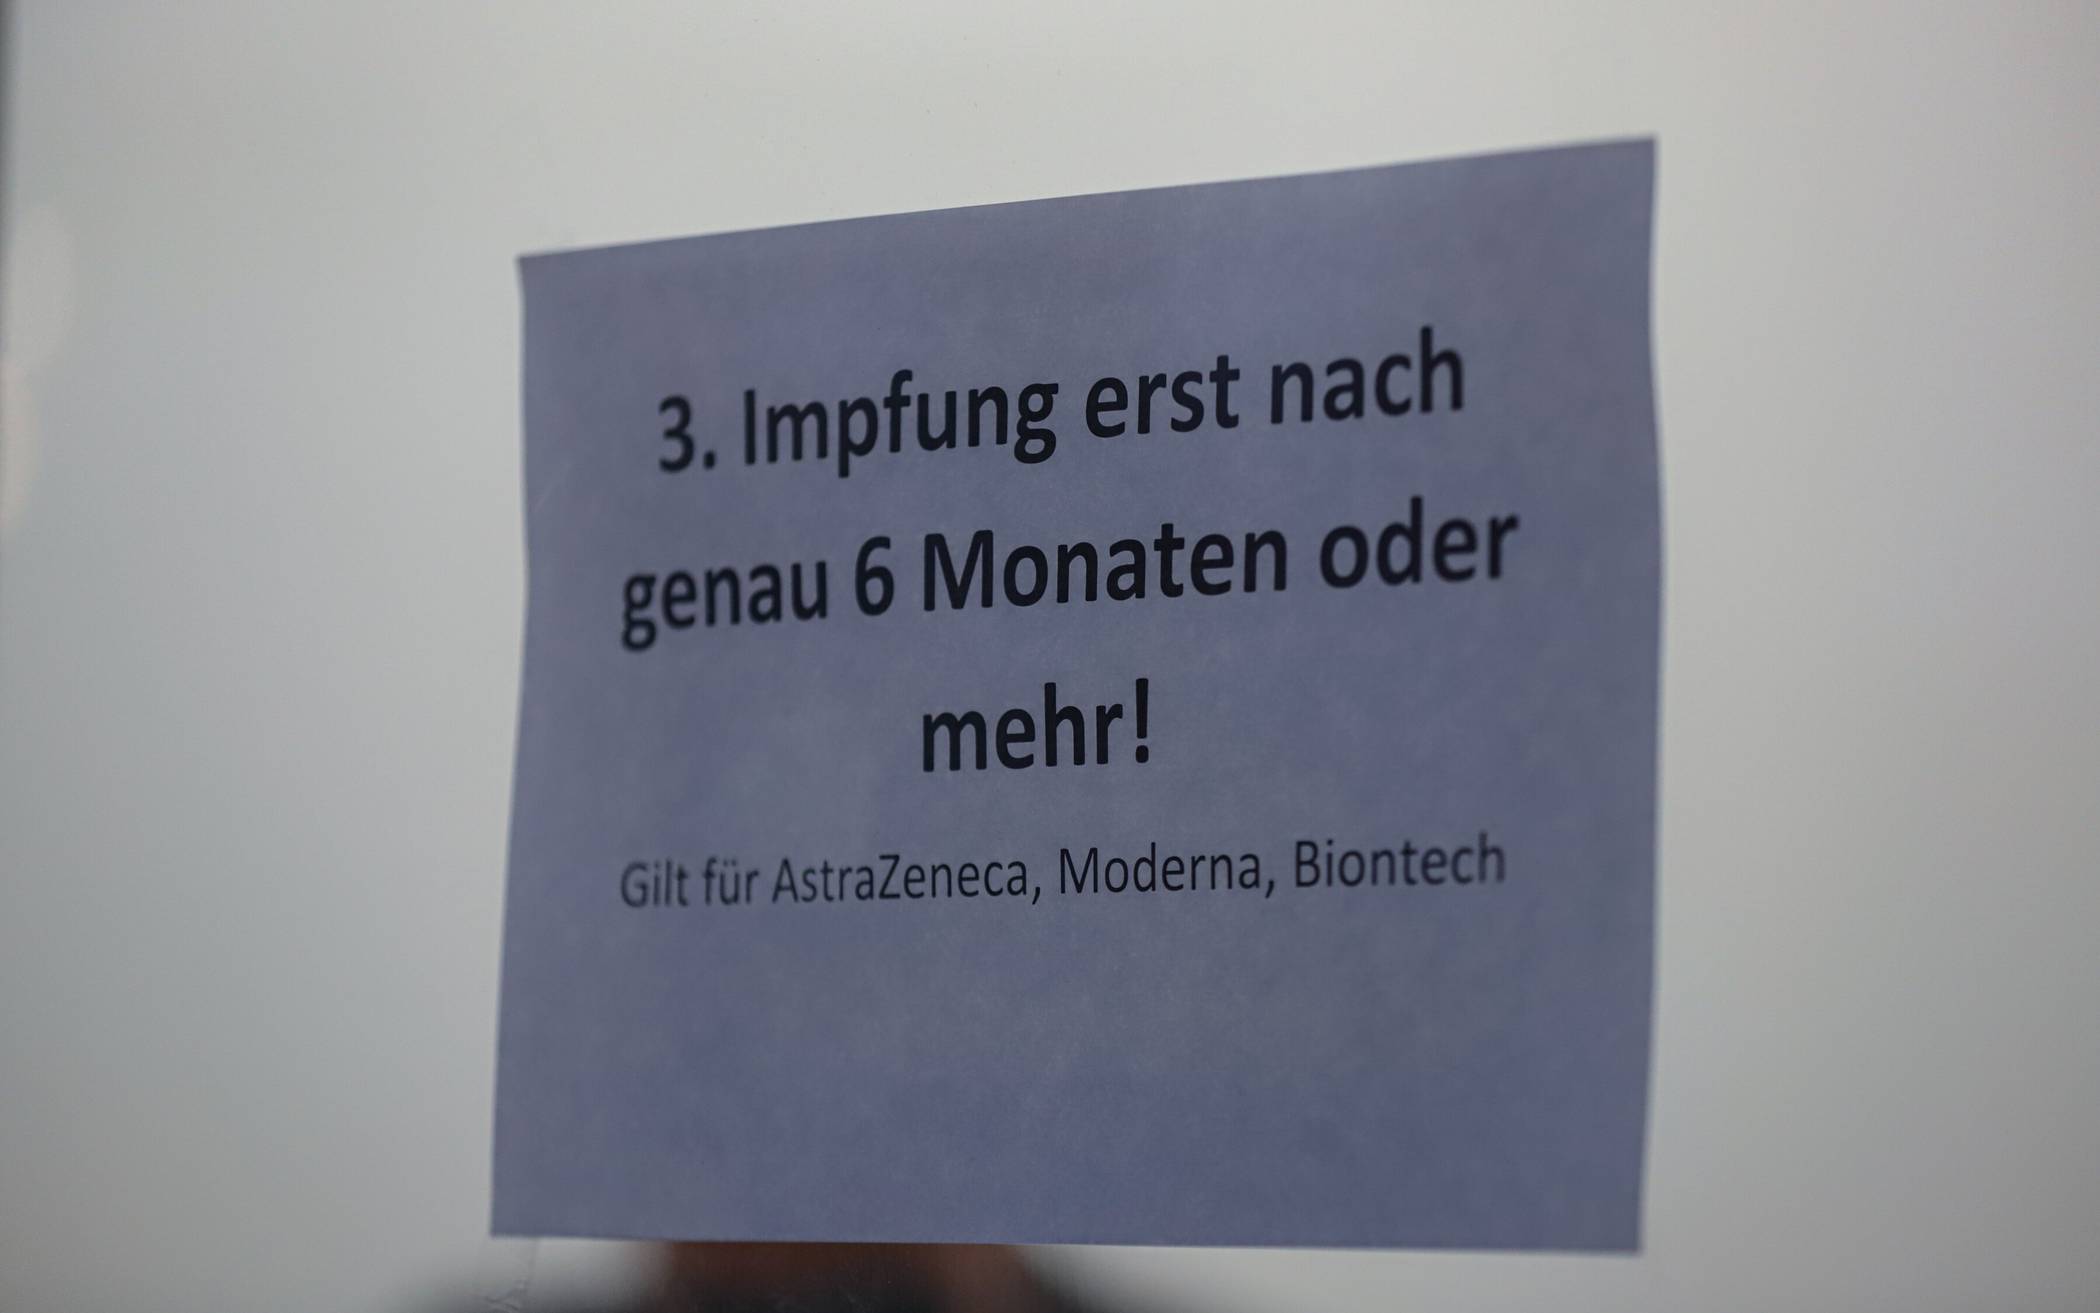 3. Impfung erst nach
genau 6 Monaten oder
mehr!
Gilt für AstraZeneca, Moderna, Biontech